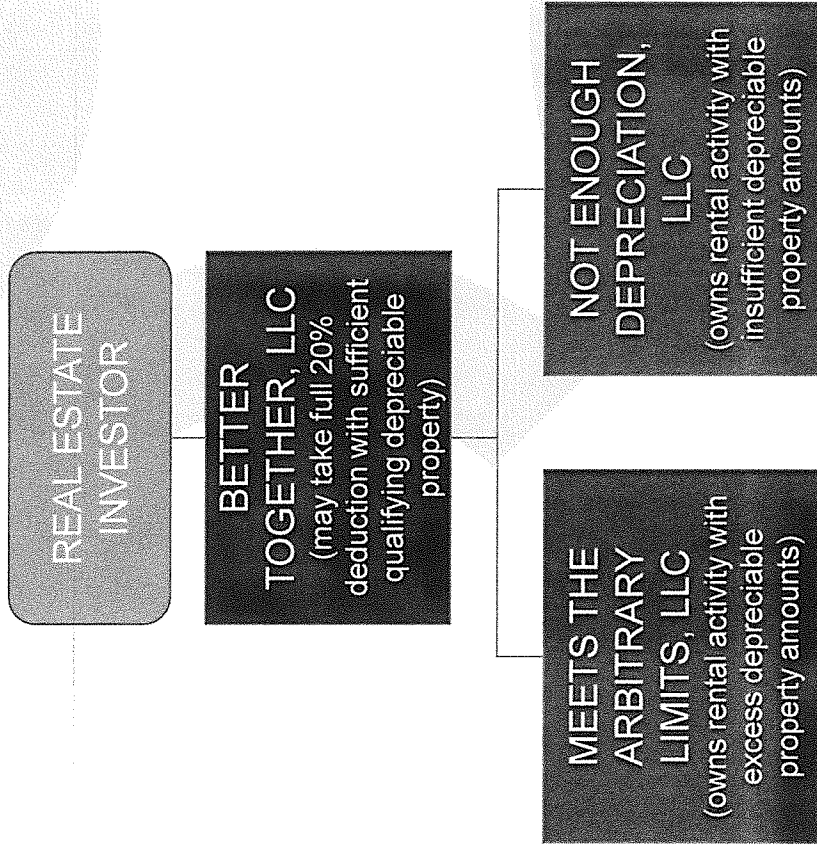 REAL ESTATE
INVESTOR
BETTER
TOGETHER, LLC
(may take full 20%
deduction with sufficient
qualifying depreciable
property)
MEETS THE
ARBITRARY
LIMITS, LLC
(owns rental activity with
excess depreciable
property amounts)
NOT ENOUGH
DEPRECIATION,
LLC
(owns rental activity with
insufficient depreciable
property amounts)